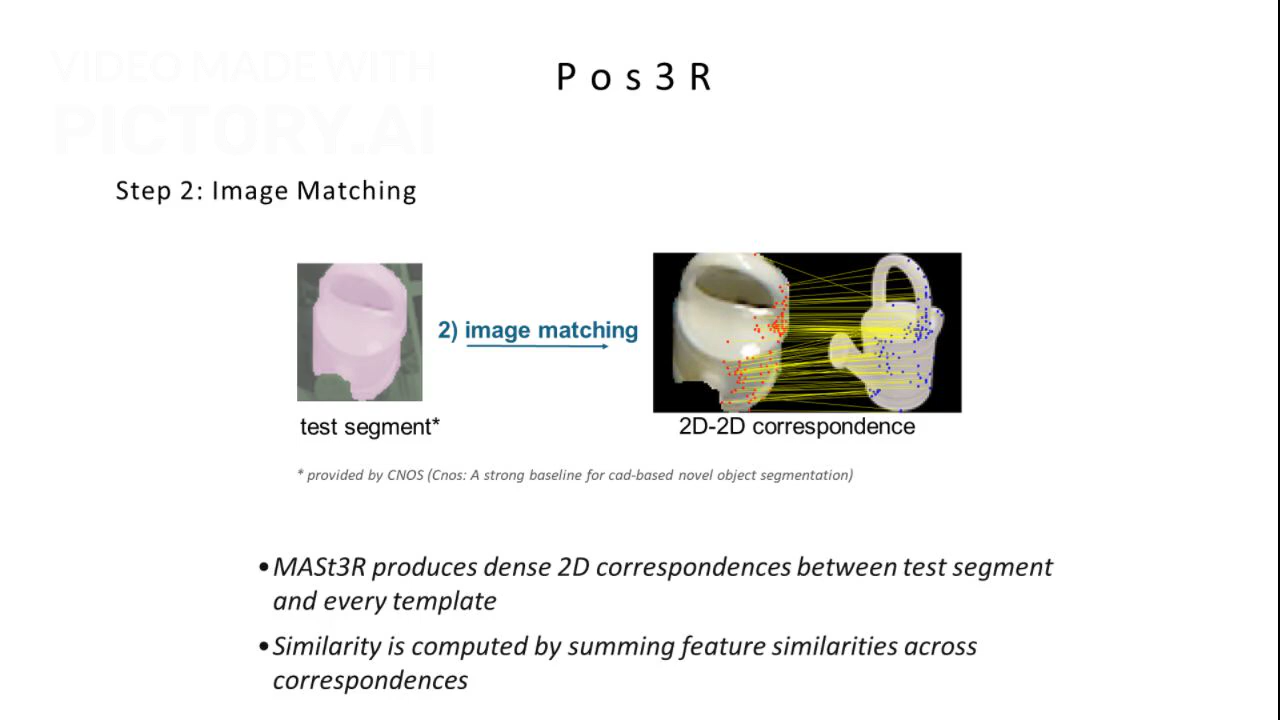 VIDEO MADE WITH
PICTORY.AI
Pos3R
Step 2: Image Matching
2) image matching
test segment*
2D-2D correspondence
* provided by CNOS (Cnos: A strong baseline for cad-based novel object segmentation)
•MASt3R produces dense 2D correspondences between test segment
and every template
•Similarity is computed by summing feature similarities across
correspondences